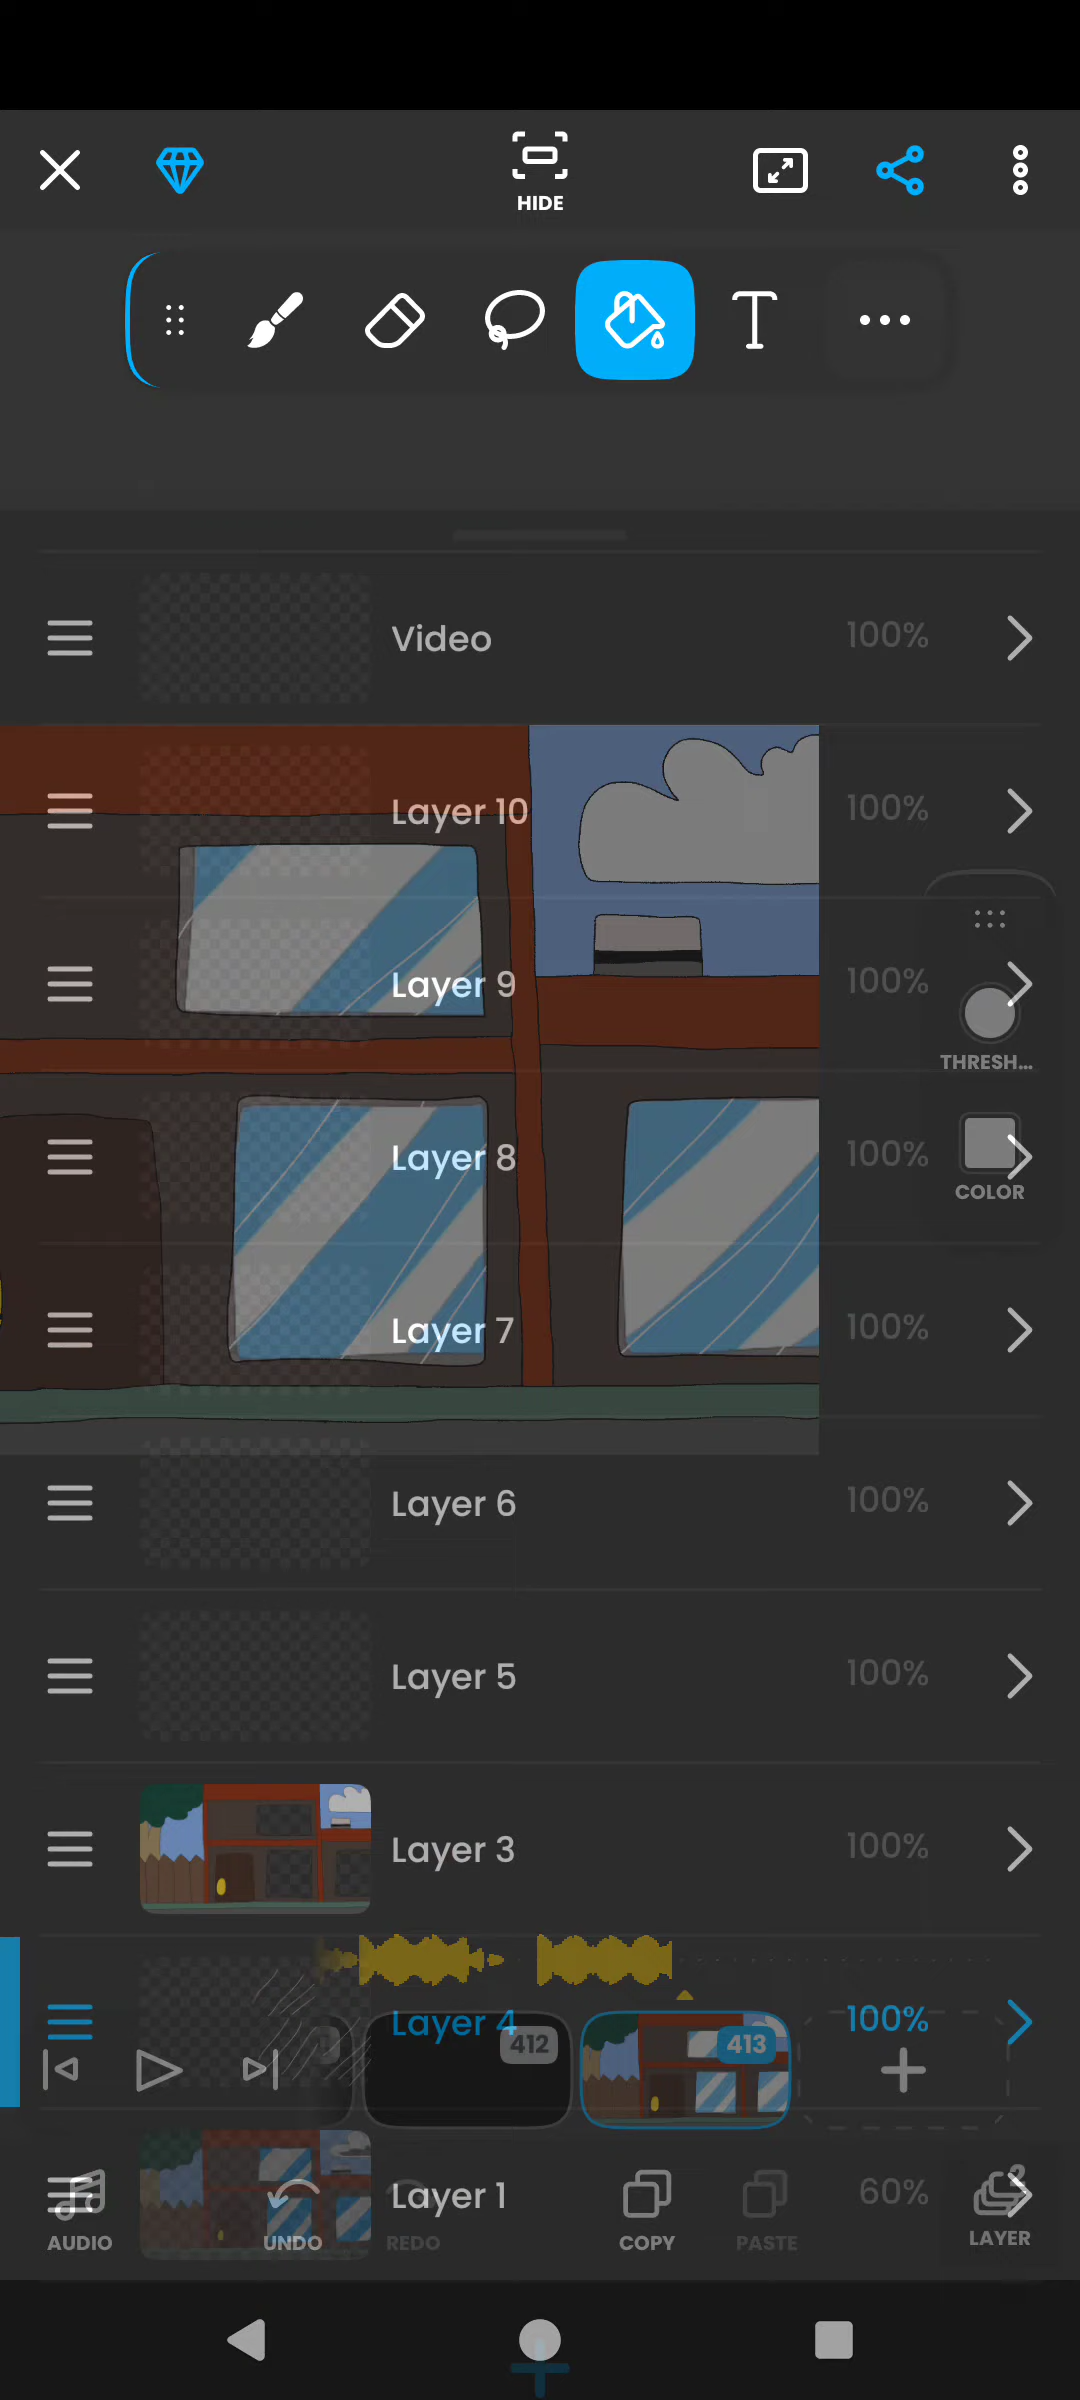 HIDE
Video 100%
Layer 10 100%
Layer 9 100%
THRESH...
Layer 8 100%
COLOR
Layer 7 100%
Layer 6 100%
Layer 5 100%
Layer 3 100%
Layer 4 100%
412 413
Layer 1 60%
AUDIO UNDO REDO COPY PASTE LAYER